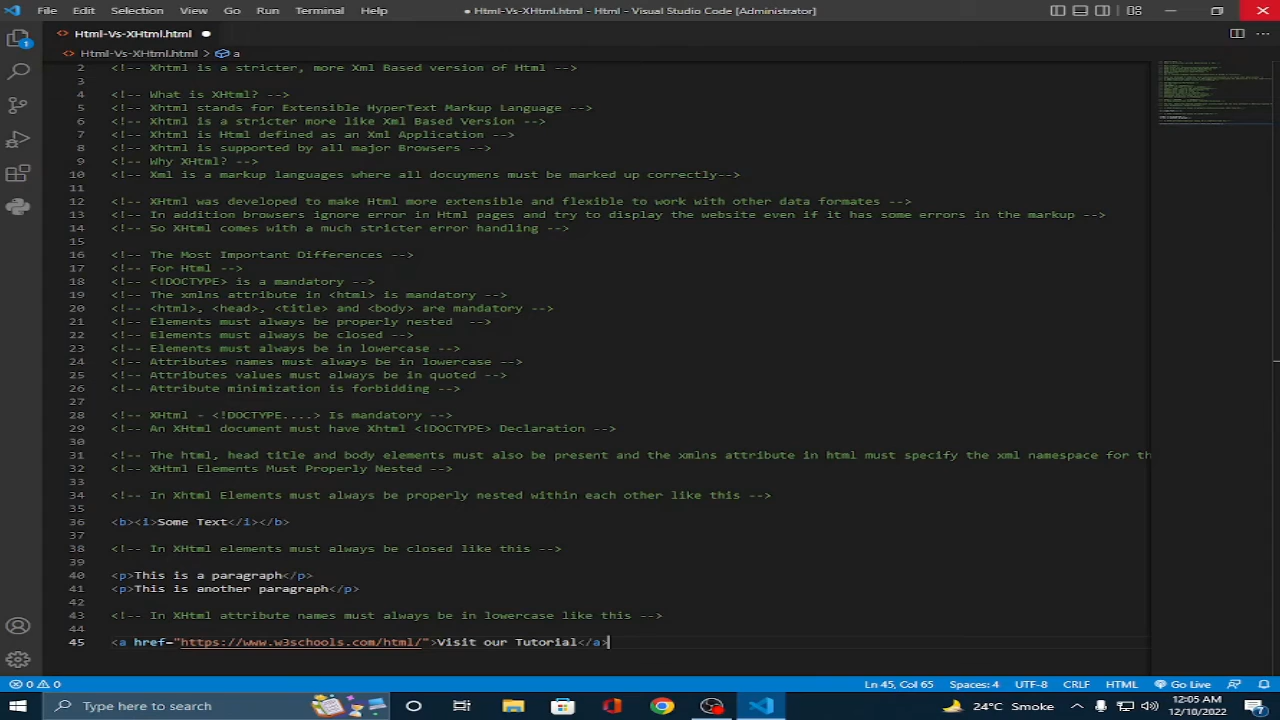 File Edit Selection View Go Run Terminal Help ● Html-Vs-XHtml.html - Html - Visual Studio Code [Administrator]
<> Html-Vs-XHtml.html ●
<> Html-Vs-XHtml.html > a
2 <!-- Xhtml is a stricter, more Xml Based version of Html -->
3
4 <!-- What is XHtml? -->
5 <!-- Xhtml stands for Extensible HyperText Markup Language -->
6 <!-- Xhtml is a stricter more like Xml Based version -->
7 <!-- Xhtml is Html defined as an Xml Application -->
8 <!-- Xhtml is supported by all major Browsers -->
9 <!-- Why XHtml? -->
10 <!-- Xml is a markup languages where all docuymens must be marked up correctly-->
11
12 <!-- XHtml was developed to make Html more extensible and flexible to work with other data formates -->
13 <!-- In addition browsers ignore error in Html pages and try to display the website even if it has some errors in the markup -->
14 <!-- So XHtml comes with a much stricter error handling -->
15
16 <!-- The Most Important Differences -->
17 <!-- For Html -->
18 <!-- <!DOCTYPE> is a mandatory -->
19 <!-- The xmlns attribute in <html> is mandatory -->
20 <!-- <html>, <head>, <title> and <body> are mandatory -->
21 <!-- Elements must always be properly nested  -->
22 <!-- Elements must always be closed -->
23 <!-- Elements must always be in lowercase -->
24 <!-- Attributes names must always be in lowercase -->
25 <!-- Attributes values must always be in quoted -->
26 <!-- Attribute minimization is forbidding -->
27
28 <!-- XHtml - <!DOCTYPE....> Is mandatory -->
29 <!-- An XHtml document must have Xhtml <!DOCTYPE> Declaration -->
30
31 <!-- The html, head title and body elements must also be present and the xmlns attribute in html must specify the xml namespace for th
32 <!-- XHtml Elements Must Properly Nested -->
33
34 <!-- In Xhtml Elements must always be properly nested within each other like this -->
35
36 <b><i>Some Text</i></b>
37
38 <!-- In XHtml elements must always be closed like this -->
39
40 <p>This is a paragraph</p>
41 <p>This is another paragraph</p>
42
43 <!-- In XHtml attribute names must always be in lowercase like this -->
44
45 <a href="https://www.w3schools.com/html/">Visit our Tutorial</a>
0 0 Ln 45, Col 65 Spaces: 4 UTF-8 CRLF HTML Go Live
Type here to search 24°C Smoke 12:05 AM
12/10/2022 7